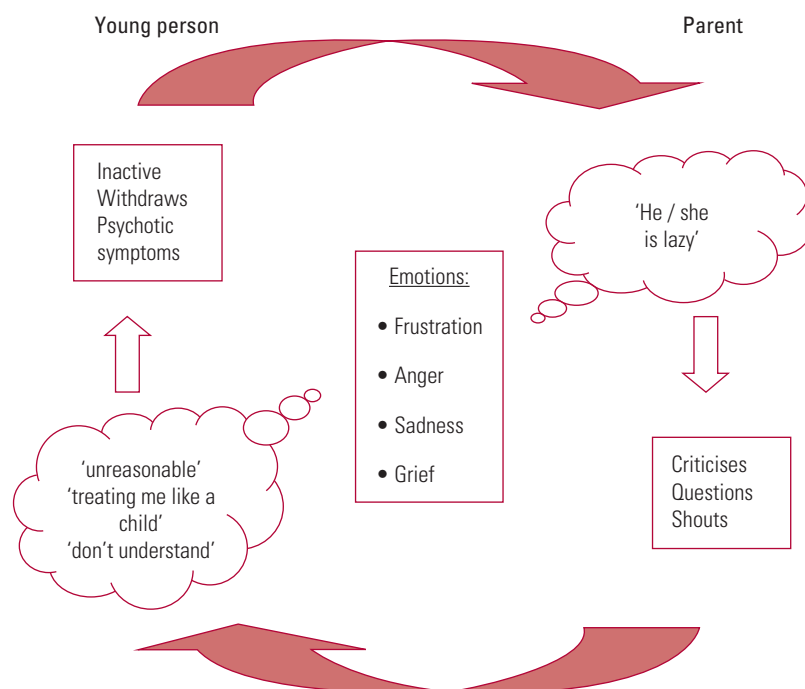 Young person
Parent
Inactive
Withdraws
Psychotic
symptoms
‘He / she
is lazy’
Emotions:
• Frustration
• Anger
• Sadness
• Grief
‘unreasonable’
‘treating me like a
child’
‘don’t understand’
Criticises
Questions
Shouts